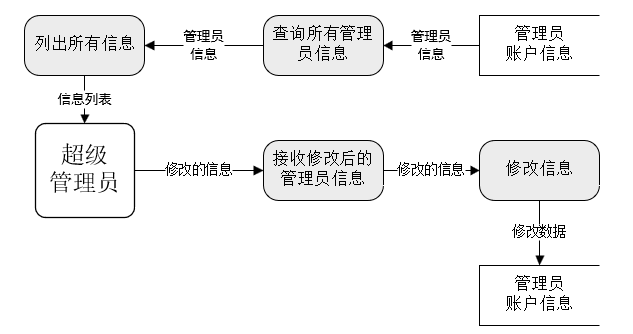 列出所有信息
管理员
信息
查询所有管理
员信息
管理员
信息
管理员
账户信息
信息列表
超级
管理员
修改的信息
接收修改后的
管理员信息
修改的信息
修改信息
修改数据
管理员
账户信息